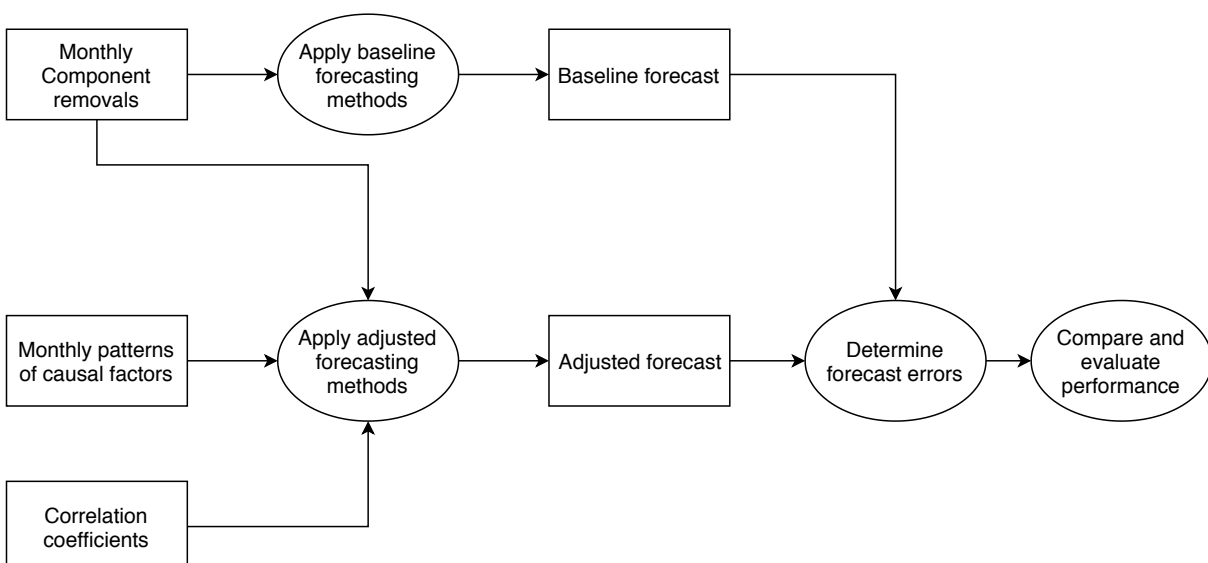 Monthly
Component
removals
Apply baseline
forecasting
methods
Baseline forecast
Monthly patterns
of causal factors
Apply adjusted
forecasting
methods
Adjusted forecast
Determine
forecast errors
Compare and
evaluate
performance
Correlation
coefficients